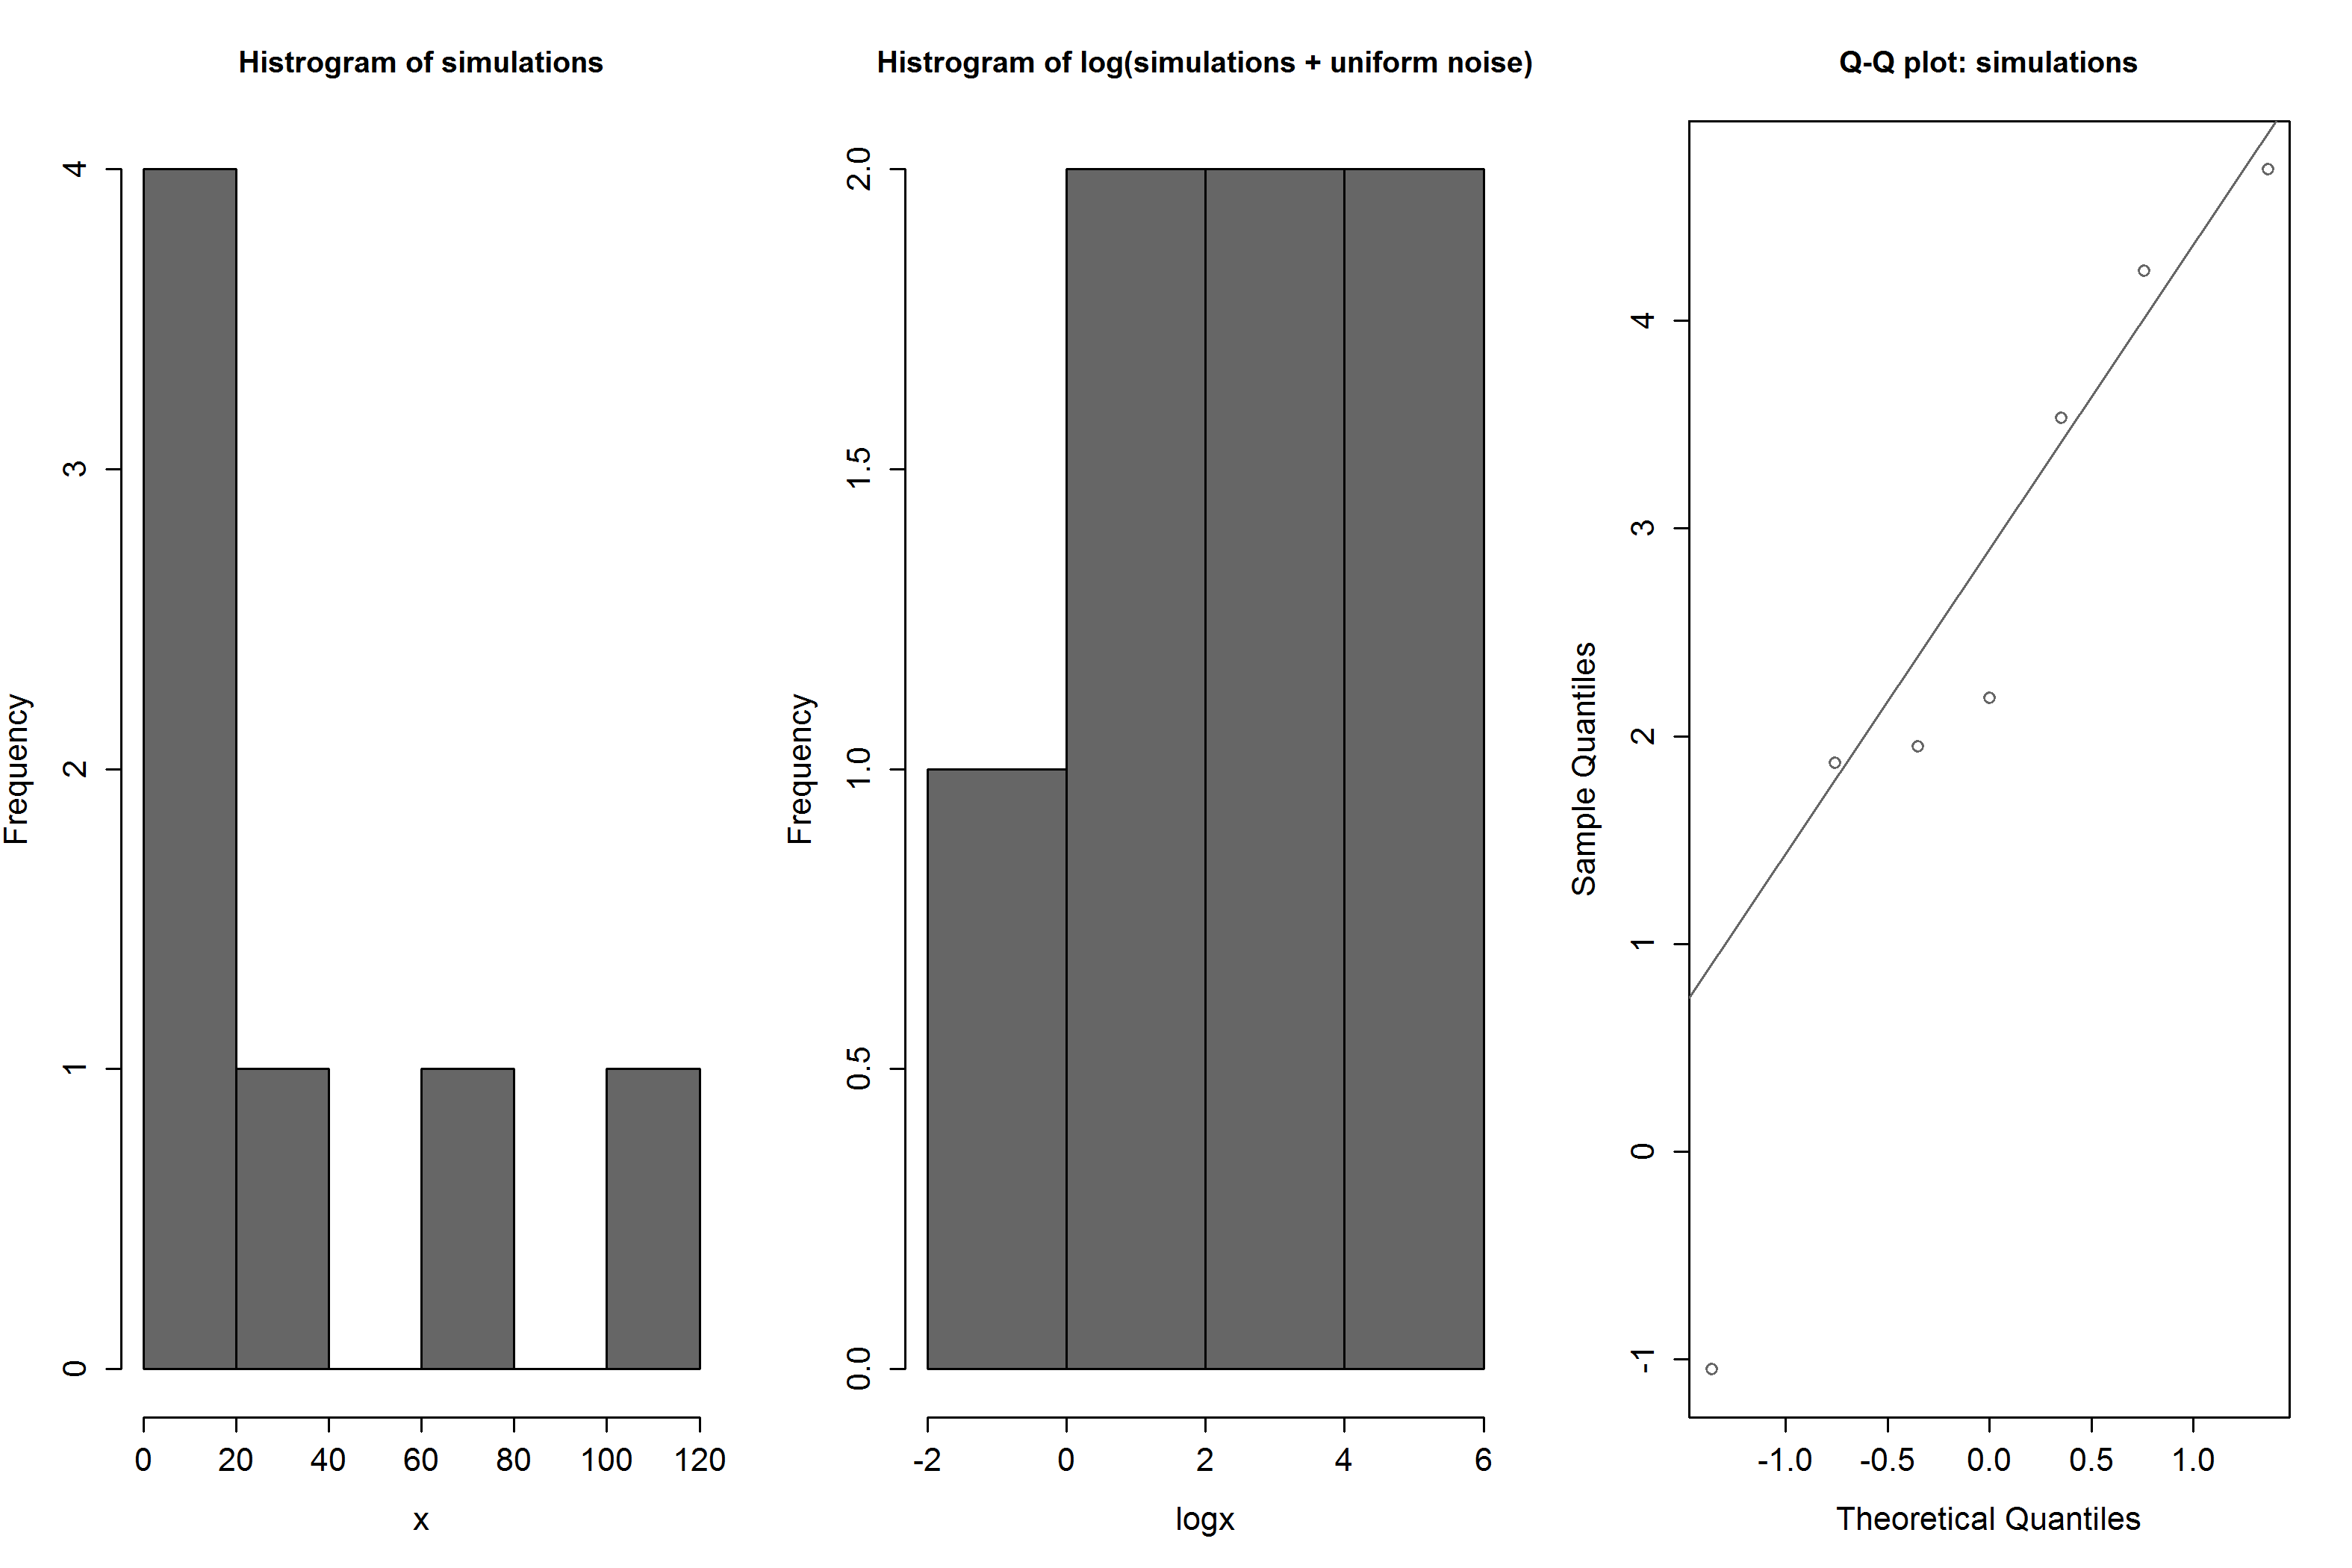 Histrogram of simulations
Frequency
4
3
2
1
0
0 20 40 60 80 100 120
x
Histrogram of log(simulations + uniform noise)
Frequency
2.0
1.5
1.0
0.5
0.0
-2 0 2 4 6
logx
Q-Q plot: simulations
Sample Quantiles
4
3
2
1
0
-1
-1.0 -0.5 0.0 0.5 1.0
Theoretical Quantiles